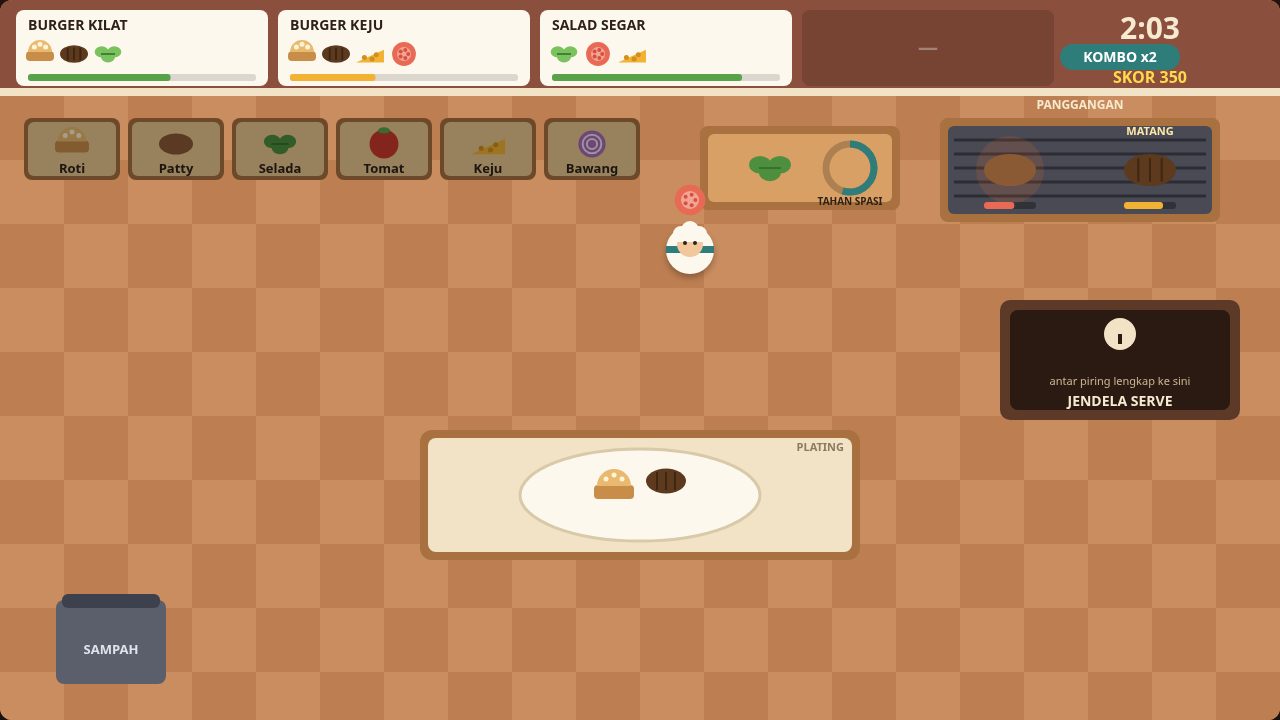 BURGER KILAT
BURGER KEJU
SALAD SEGAR
—
2:03
KOMBO x2
SKOR 350
PANGGANGAN
MATANG
Roti
Patty
Selada
Tomat
Keju
Bawang
TAHAN SPASI
antar piring lengkap ke sini
JENDELA SERVE
PLATING
SAMPAH